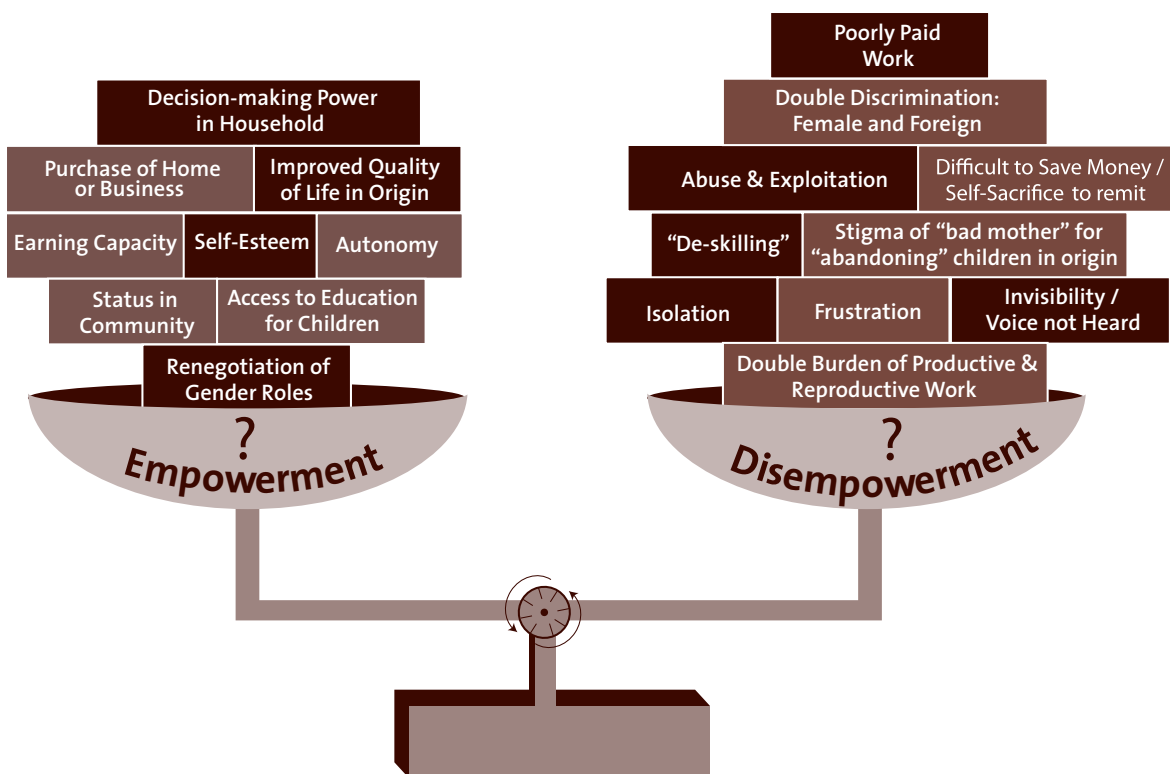 Decision-making Power
in Household
Purchase of Home
or Business
Improved Quality
of Life in Origin
Earning Capacity
Self-Esteem
Autonomy
Status in
Community
Access to Education
for Children
Renegotiation of
Gender Roles
?
Empowerment
Poorly Paid
Work
Double Discrimination:
Female and Foreign
Abuse & Exploitation
Difficult to Save Money /
Self-Sacrifice to remit
“De-skilling”
Stigma of “bad mother” for
“abandoning” children in origin
Isolation
Frustration
Invisibility /
Voice not Heard
Double Burden of Productive &
Reproductive Work
?
Disempowerment